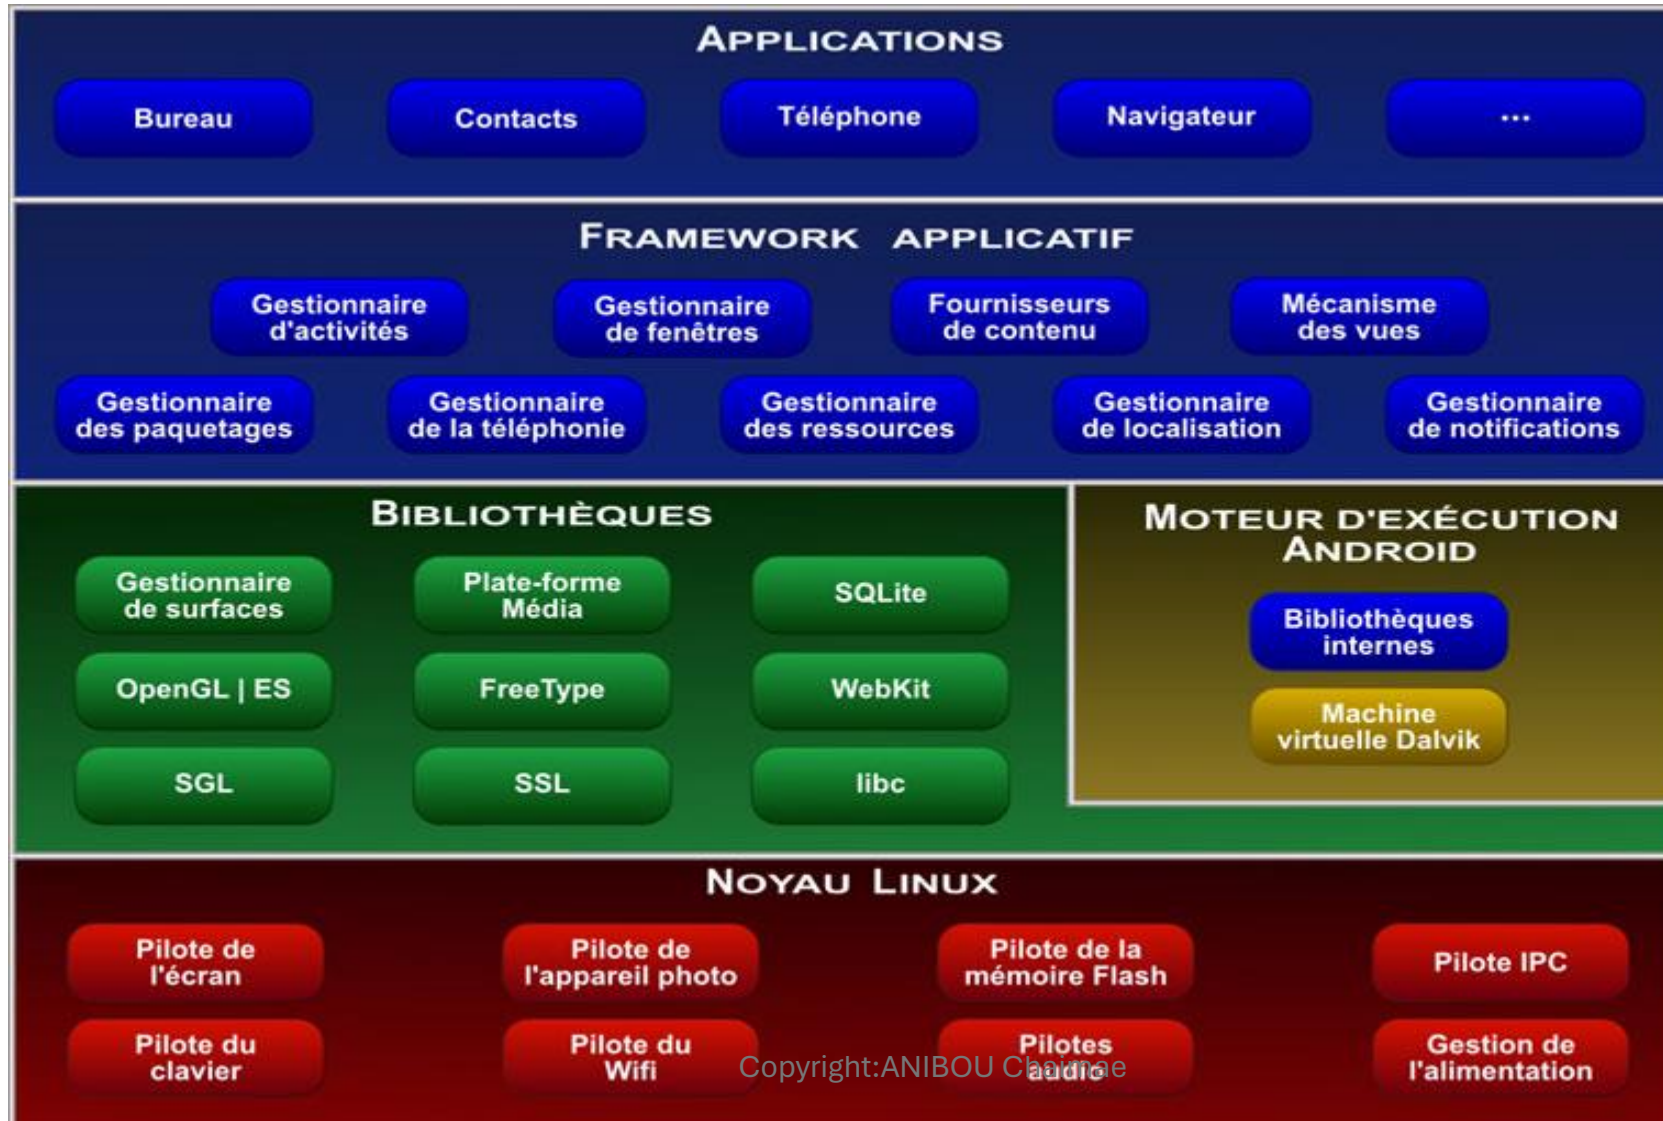 APPLICATIONS
Bureau
Contacts
Téléphone
Navigateur
...
FRAMEWORK APPLICATIF
Gestionnaire
d'activités
Gestionnaire
de fenêtres
Fournisseurs
de contenu
Mécanisme
des vues
Gestionnaire
des paquetages
Gestionnaire
de la téléphonie
Gestionnaire
des ressources
Gestionnaire
de localisation
Gestionnaire
de notifications
BIBLIOTHÈQUES
Gestionnaire
de surfaces
Plate-forme
Média
SQLite
OpenGL | ES
FreeType
WebKit
SGL
SSL
libc
MOTEUR D'EXÉCUTION
ANDROID
Bibliothèques
internes
Machine
virtuelle Dalvik
NOYAU LINUX
Pilote de
l'écran
Pilote de
l'appareil photo
Pilote de la
mémoire Flash
Pilote IPC
Pilote du
clavier
Pilote du
Wifi
Pilotes
audio
Gestion de
l'alimentation
Copyright:ANIBOU Chaimae